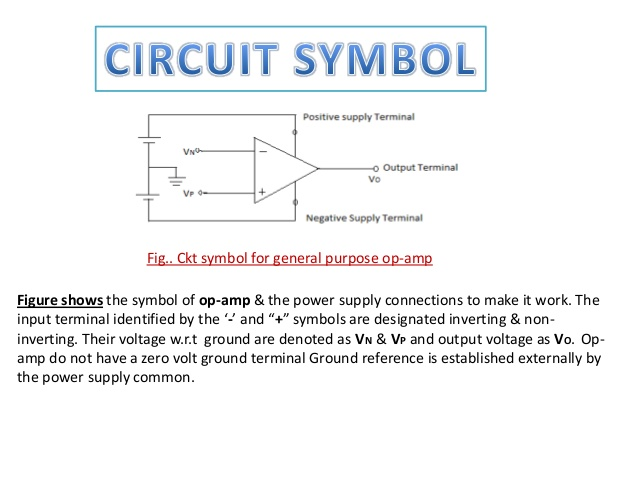 CIRCUIT SYMBOL
Positive supply Terminal
VN
−
Output Terminal
Vo
VP
+
Negative Supply Terminal
Fig.. Ckt symbol for general purpose op-amp
Figure shows the symbol of op-amp & the power supply connections to make it work. The
input terminal identified by the ‘-’ and “+” symbols are designated inverting & non-
inverting. Their voltage w.r.t ground are denoted as VN & VP and output voltage as Vo. Op-
amp do not have a zero volt ground terminal Ground reference is established externally by
the power supply common.